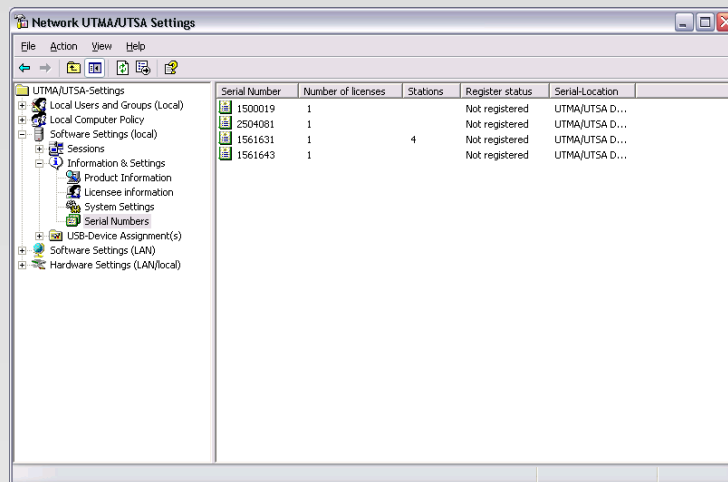 Network UTMA/UTSA Settings
File Action View Help
UTMA/UTSA-Settings
Local Users and Groups (Local)
Local Computer Policy
Software Settings (local)
Sessions
Information & Settings
Product Information
Licensee information
System Settings
Serial Numbers
USB-Device Assignment(s)
Software Settings (LAN)
Hardware Settings (LAN/local)
Serial Number Number of licenses Stations Register status Serial-Location
1500019 1 Not registered UTMA/UTSA D...
2504081 1 Not registered UTMA/UTSA D...
1561631 1 4 Not registered UTMA/UTSA D...
1561643 1 Not registered UTMA/UTSA D...